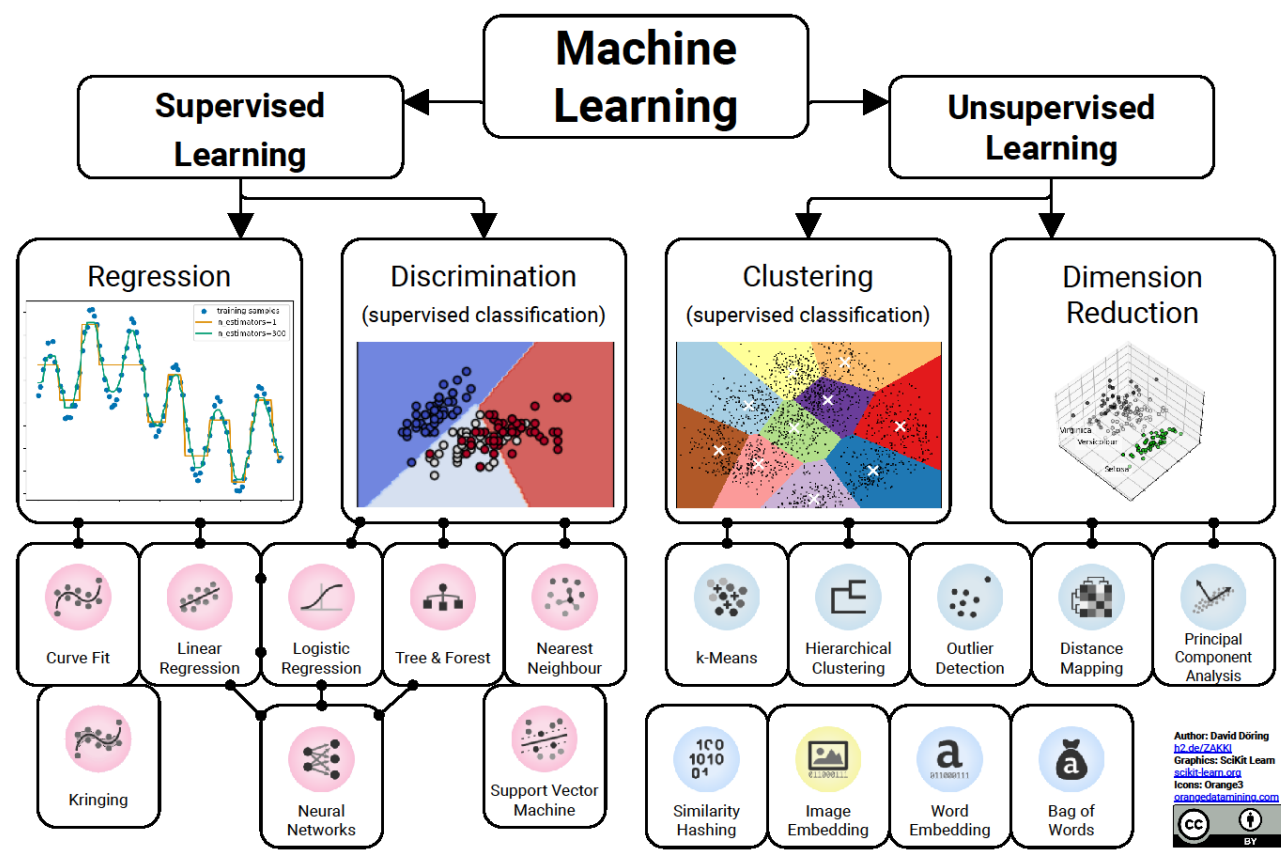 Machine
Learning
Supervised
Learning
Unsupervised
Learning
Regression
training samples
n_estimators=1
n_estimators=300
Discrimination
(supervised classification)
Clustering
(supervised classification)
Dimension
Reduction
Virginica
Versicolour
Setosa
Curve Fit
Linear
Regression
Logistic
Regression
Tree & Forest
Nearest
Neighbour
k-Means
Hierarchical
Clustering
Outlier
Detection
Distance
Mapping
Principal
Component
Analysis
Kringing
Neural
Networks
Support Vector
Machine
1010
01
Similarity
Hashing
011000111
Image
Embedding
a
011000111
Word
Embedding
a
Bag of
Words
Author: David Döring
h2.de/ZAKKI
Graphics: SciKit Learn
scikit-learn.org
Icons: Orange3
orangedatamining.com
CC
BY